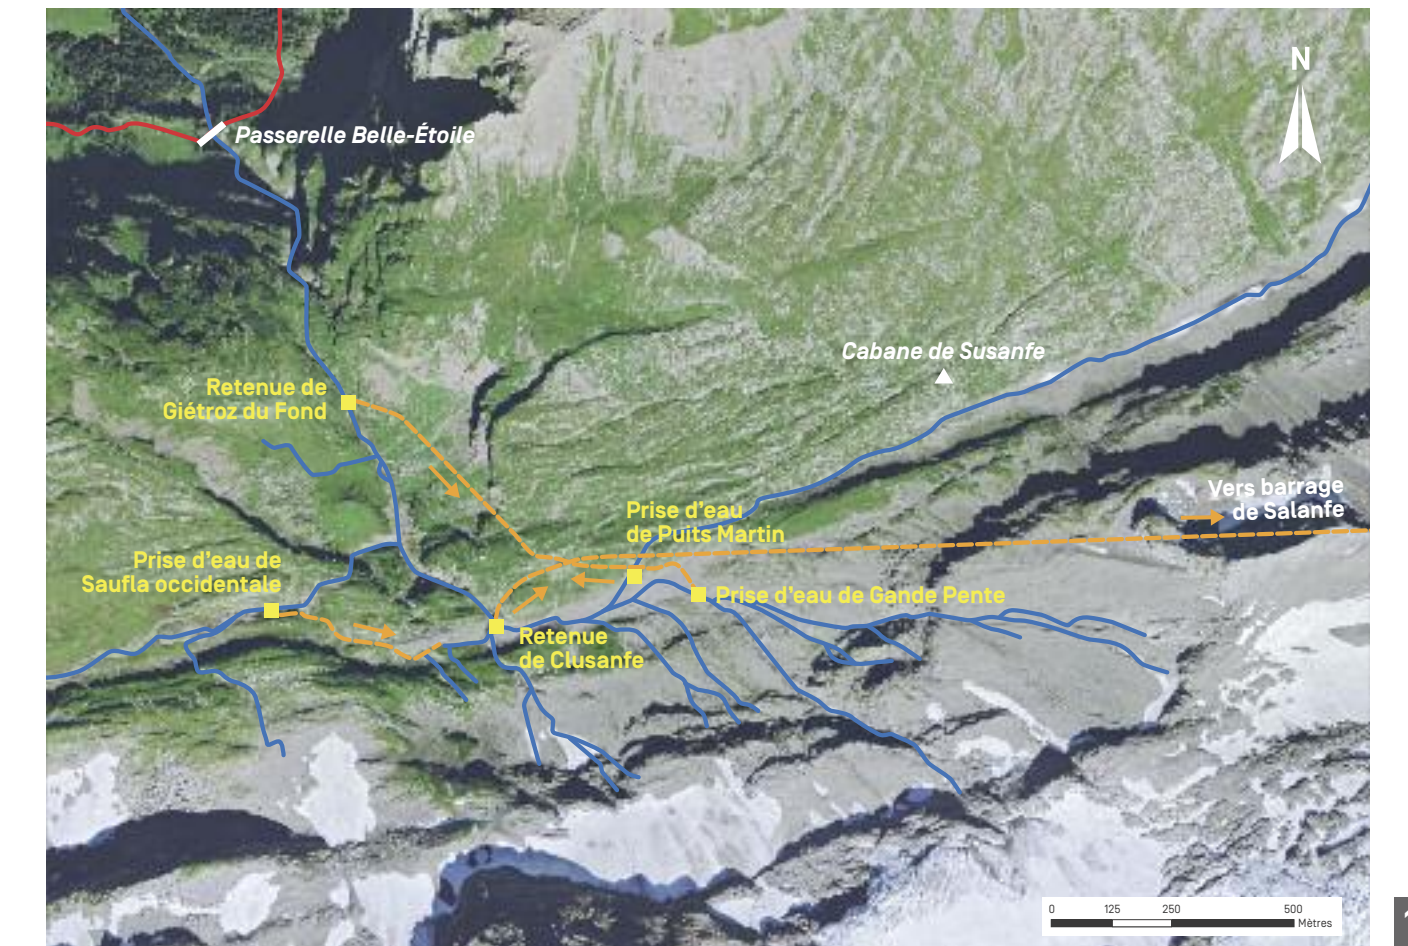 N
Passerelle Belle-Étoile
Cabane de Susanfe
Retenue de
Giétroz du Fond
Vers barrage
de Salanfe
Prise d'eau
de Puits Martin
Prise d'eau de
Saufla occidentale
Prise d'eau de Gande Pente
Retenue
de Clusanfe
0 125 250 500
Mètres